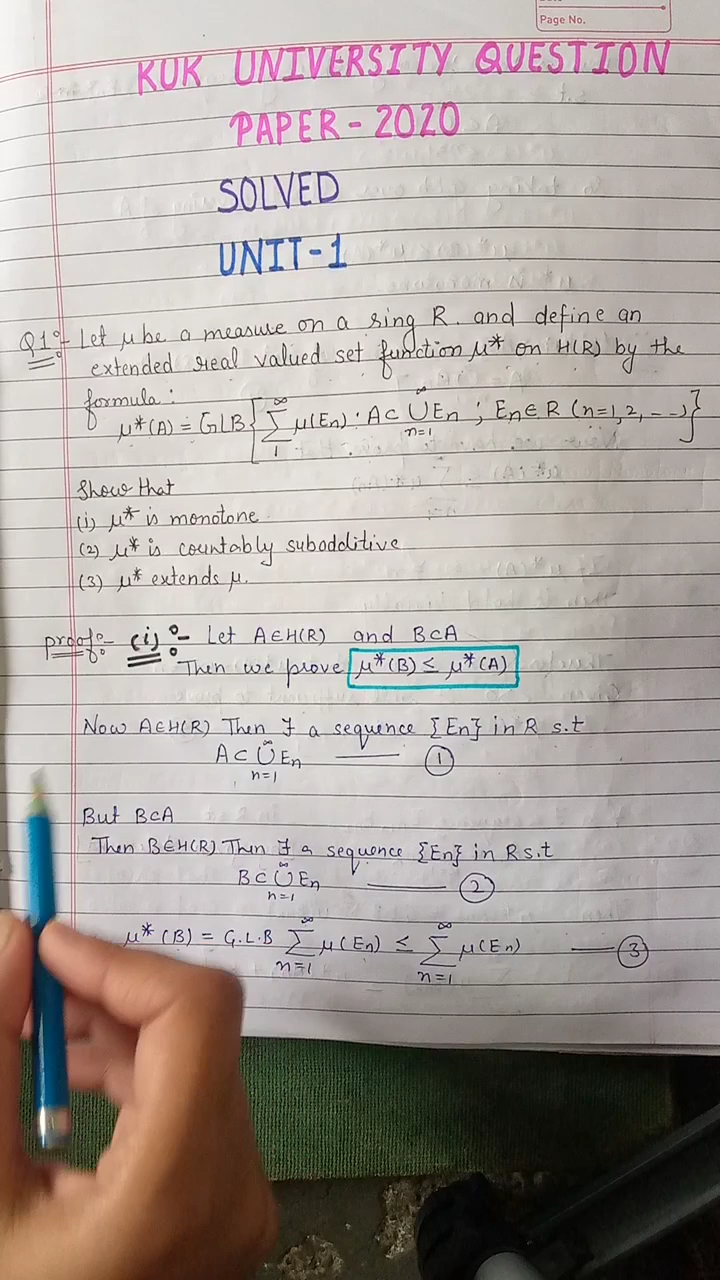 Page No.
KUK UNIVERSITY QUESTION
PAPER - 2020
SOLVED
UNIT-1
Q1:- Let μ be a measure on a ring R. and define an
extended real valued set function μ* on H(R) by the
formula:
μ*(A) = GLB { ∞∑1 μ(En) : A⊂ ∞∪n=1 En ; En∈R (n=1,2,---) }
Show that
(i) μ* is monotone
(2) μ* is countably subadditive
(3) μ* extends μ.
proof:- (i) :- Let A∈H(R) and B⊂A
Then we prove μ*(B) ≤ μ*(A)
Now A∈H(R) Then ∃ a sequence {En} in R s.t
A⊂ ∞∪n=1 En —— ①
But B⊂A
Then B∈H(R) Then ∃ a sequence {En} in R s.t
B⊂ ∞∪n=1 En —— ②
μ*(B) = G.L.B ∞∑n=1 μ(En) ≤ ∞∑n=1 μ(En) —— ③